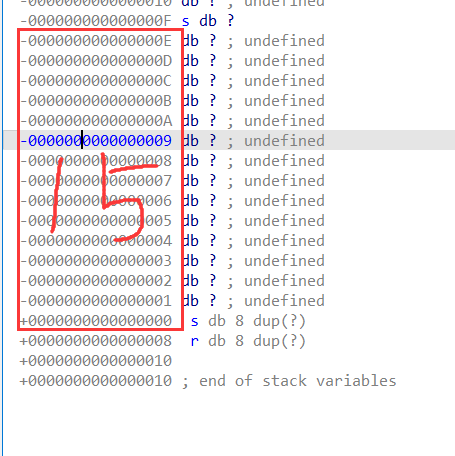 -0000000000000010 db ? ; undefined
-000000000000000F s db ?
-000000000000000E db ? ; undefined
-000000000000000D db ? ; undefined
-000000000000000C db ? ; undefined
-000000000000000B db ? ; undefined
-000000000000000A db ? ; undefined
-0000000000000009 db ? ; undefined
-0000000000000008 db ? ; undefined
-0000000000000007 db ? ; undefined
-0000000000000006 db ? ; undefined
-0000000000000005 db ? ; undefined
-0000000000000004 db ? ; undefined
-0000000000000003 db ? ; undefined
-0000000000000002 db ? ; undefined
-0000000000000001 db ? ; undefined
+0000000000000000  s db 8 dup(?)
+0000000000000008  r db 8 dup(?)
+0000000000000010
+0000000000000010 ; end of stack variables
15